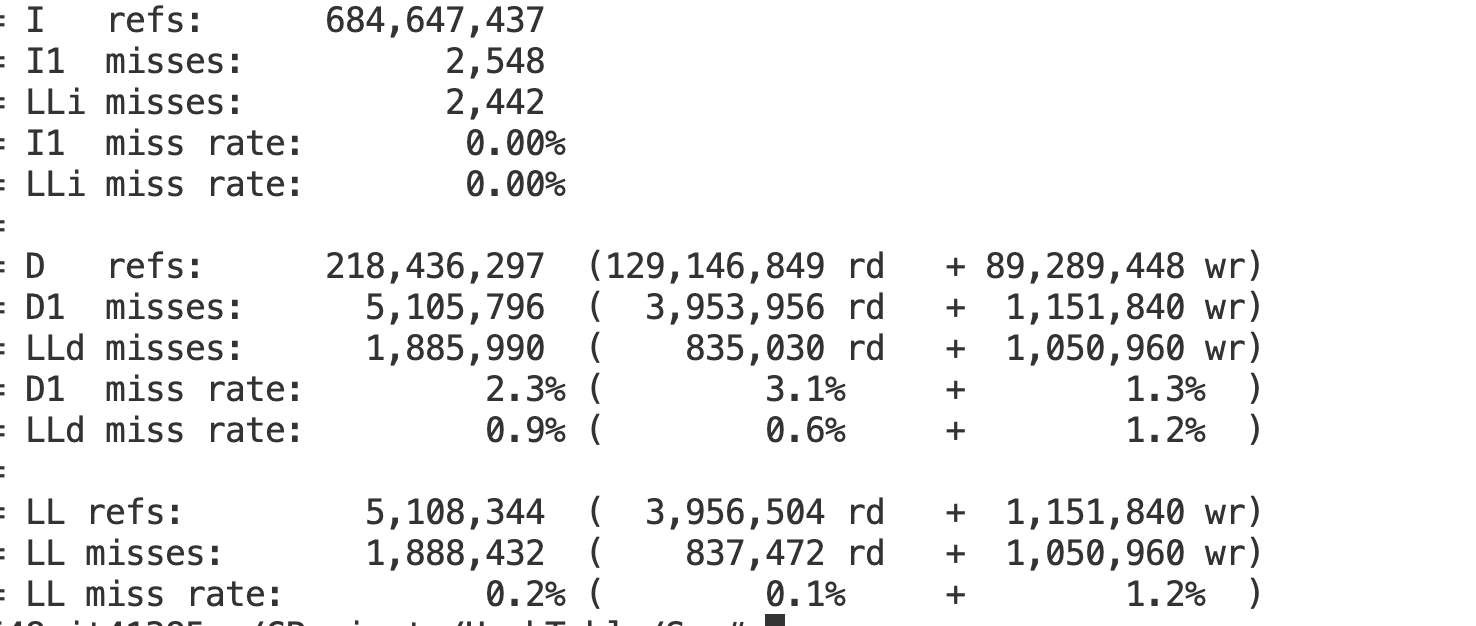 = I   refs:      684,647,437
= I1  misses:          2,548
= LLi misses:          2,442
= I1  miss rate:        0.00%
= LLi miss rate:        0.00%
=
= D   refs:      218,436,297  (129,146,849 rd   + 89,289,448 wr)
= D1  misses:      5,105,796  (  3,953,956 rd   +  1,151,840 wr)
= LLd misses:      1,885,990  (    835,030 rd   +  1,050,960 wr)
= D1  miss rate:         2.3% (        3.1%     +        1.3%  )
= LLd miss rate:         0.9% (        0.6%     +        1.2%  )
=
= LL refs:         5,108,344  (  3,956,504 rd   +  1,151,840 wr)
= LL misses:       1,888,432  (    837,472 rd   +  1,050,960 wr)
= LL miss rate:          0.2% (        0.1%     +        1.2%  )